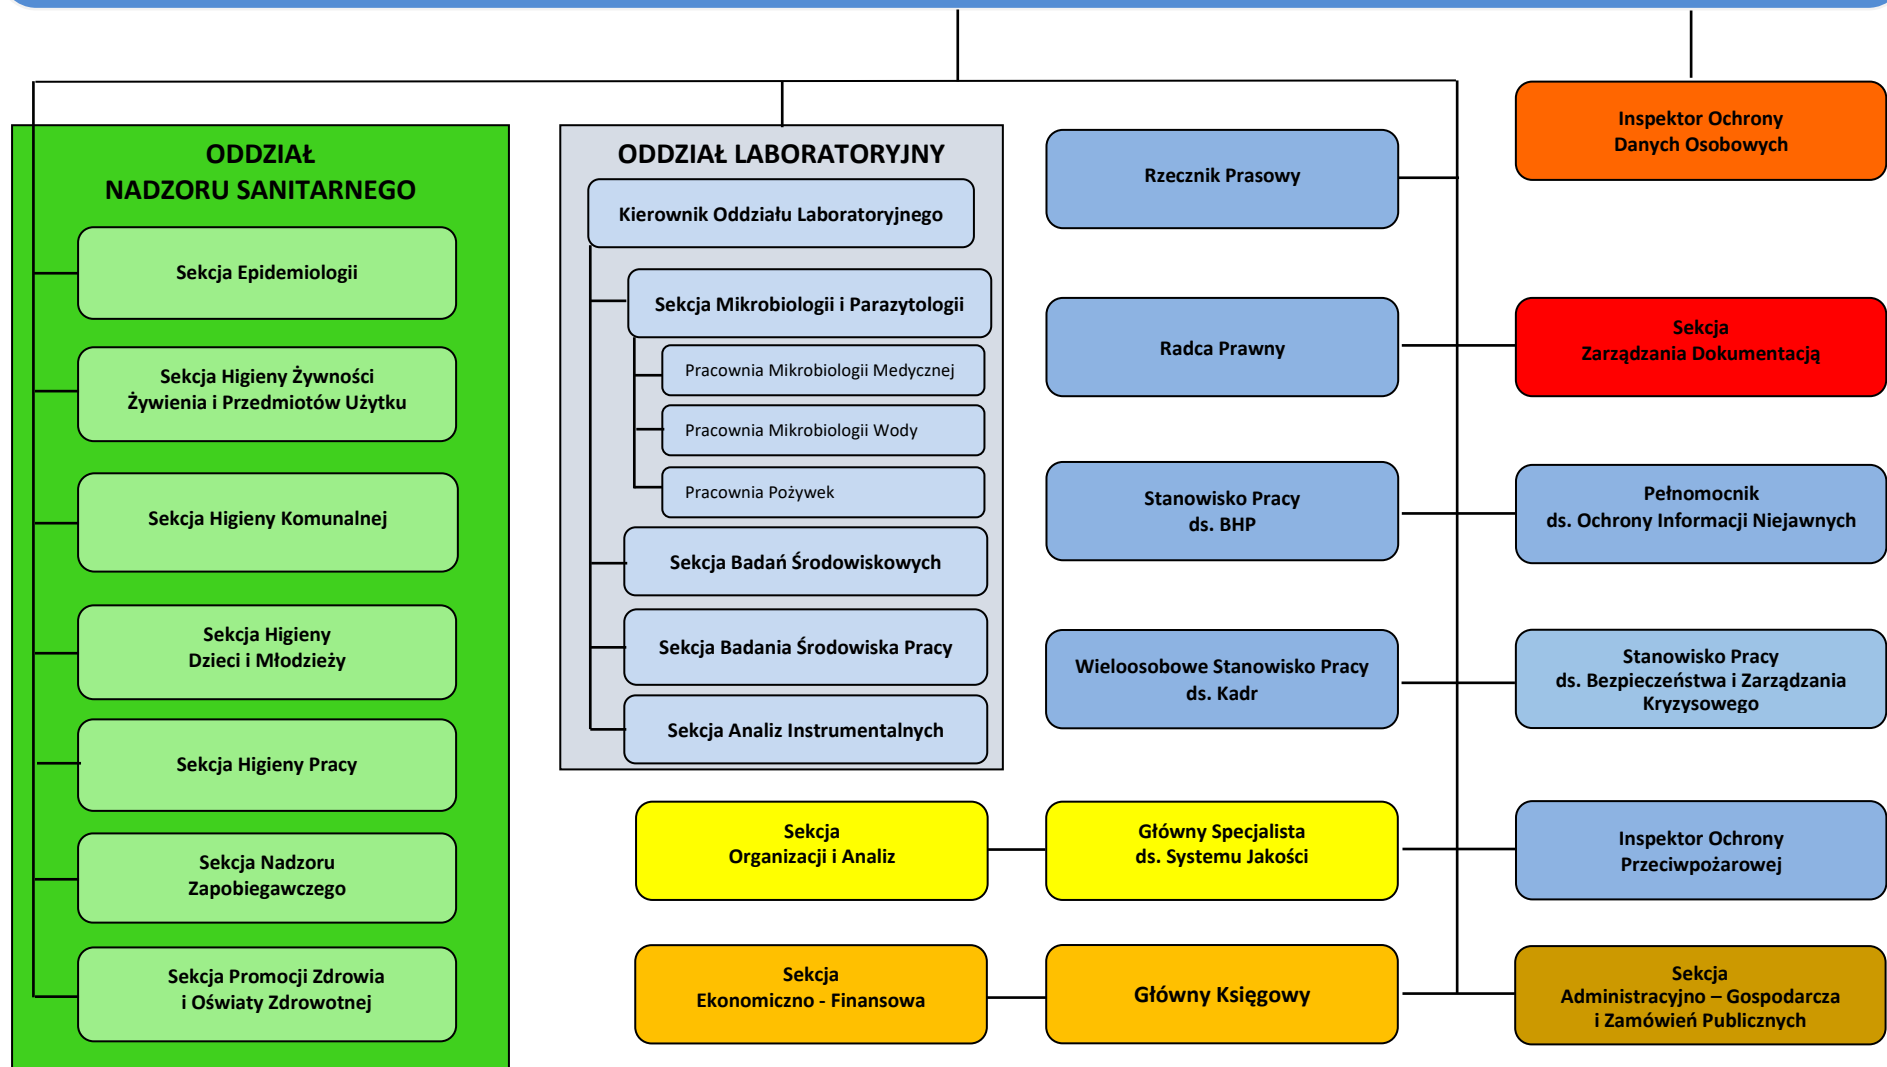 ODDZIAŁ
NADZORU SANITARNEGO
Sekcja Epidemiologii
Sekcja Higieny Żywności
Żywienia i Przedmiotów Użytku
Sekcja Higieny Komunalnej
Sekcja Higieny
Dzieci i Młodzieży
Sekcja Higieny Pracy
Sekcja Nadzoru
Zapobiegawczego
Sekcja Promocji Zdrowia
i Oświaty Zdrowotnej
ODDZIAŁ LABORATORYJNY
Kierownik Oddziału Laboratoryjnego
Sekcja Mikrobiologii i Parazytologii
Pracownia Mikrobiologii Medycznej
Pracownia Mikrobiologii Wody
Pracownia Pożywek
Sekcja Badań Środowiskowych
Sekcja Badania Środowiska Pracy
Sekcja Analiz Instrumentalnych
Sekcja
Organizacji i Analiz
Sekcja
Ekonomiczno - Finansowa
Rzecznik Prasowy
Radca Prawny
Stanowisko Pracy
ds. BHP
Wieloosobowe Stanowisko Pracy
ds. Kadr
Główny Specjalista
ds. Systemu Jakości
Główny Księgowy
Inspektor Ochrony
Danych Osobowych
Sekcja
Zarządzania Dokumentacją
Pełnomocnik
ds. Ochrony Informacji Niejawnych
Stanowisko Pracy
ds. Bezpieczeństwa i Zarządzania
Kryzysowego
Inspektor Ochrony
Przeciwpożarowej
Sekcja
Administracyjno – Gospodarcza
i Zamówień Publicznych